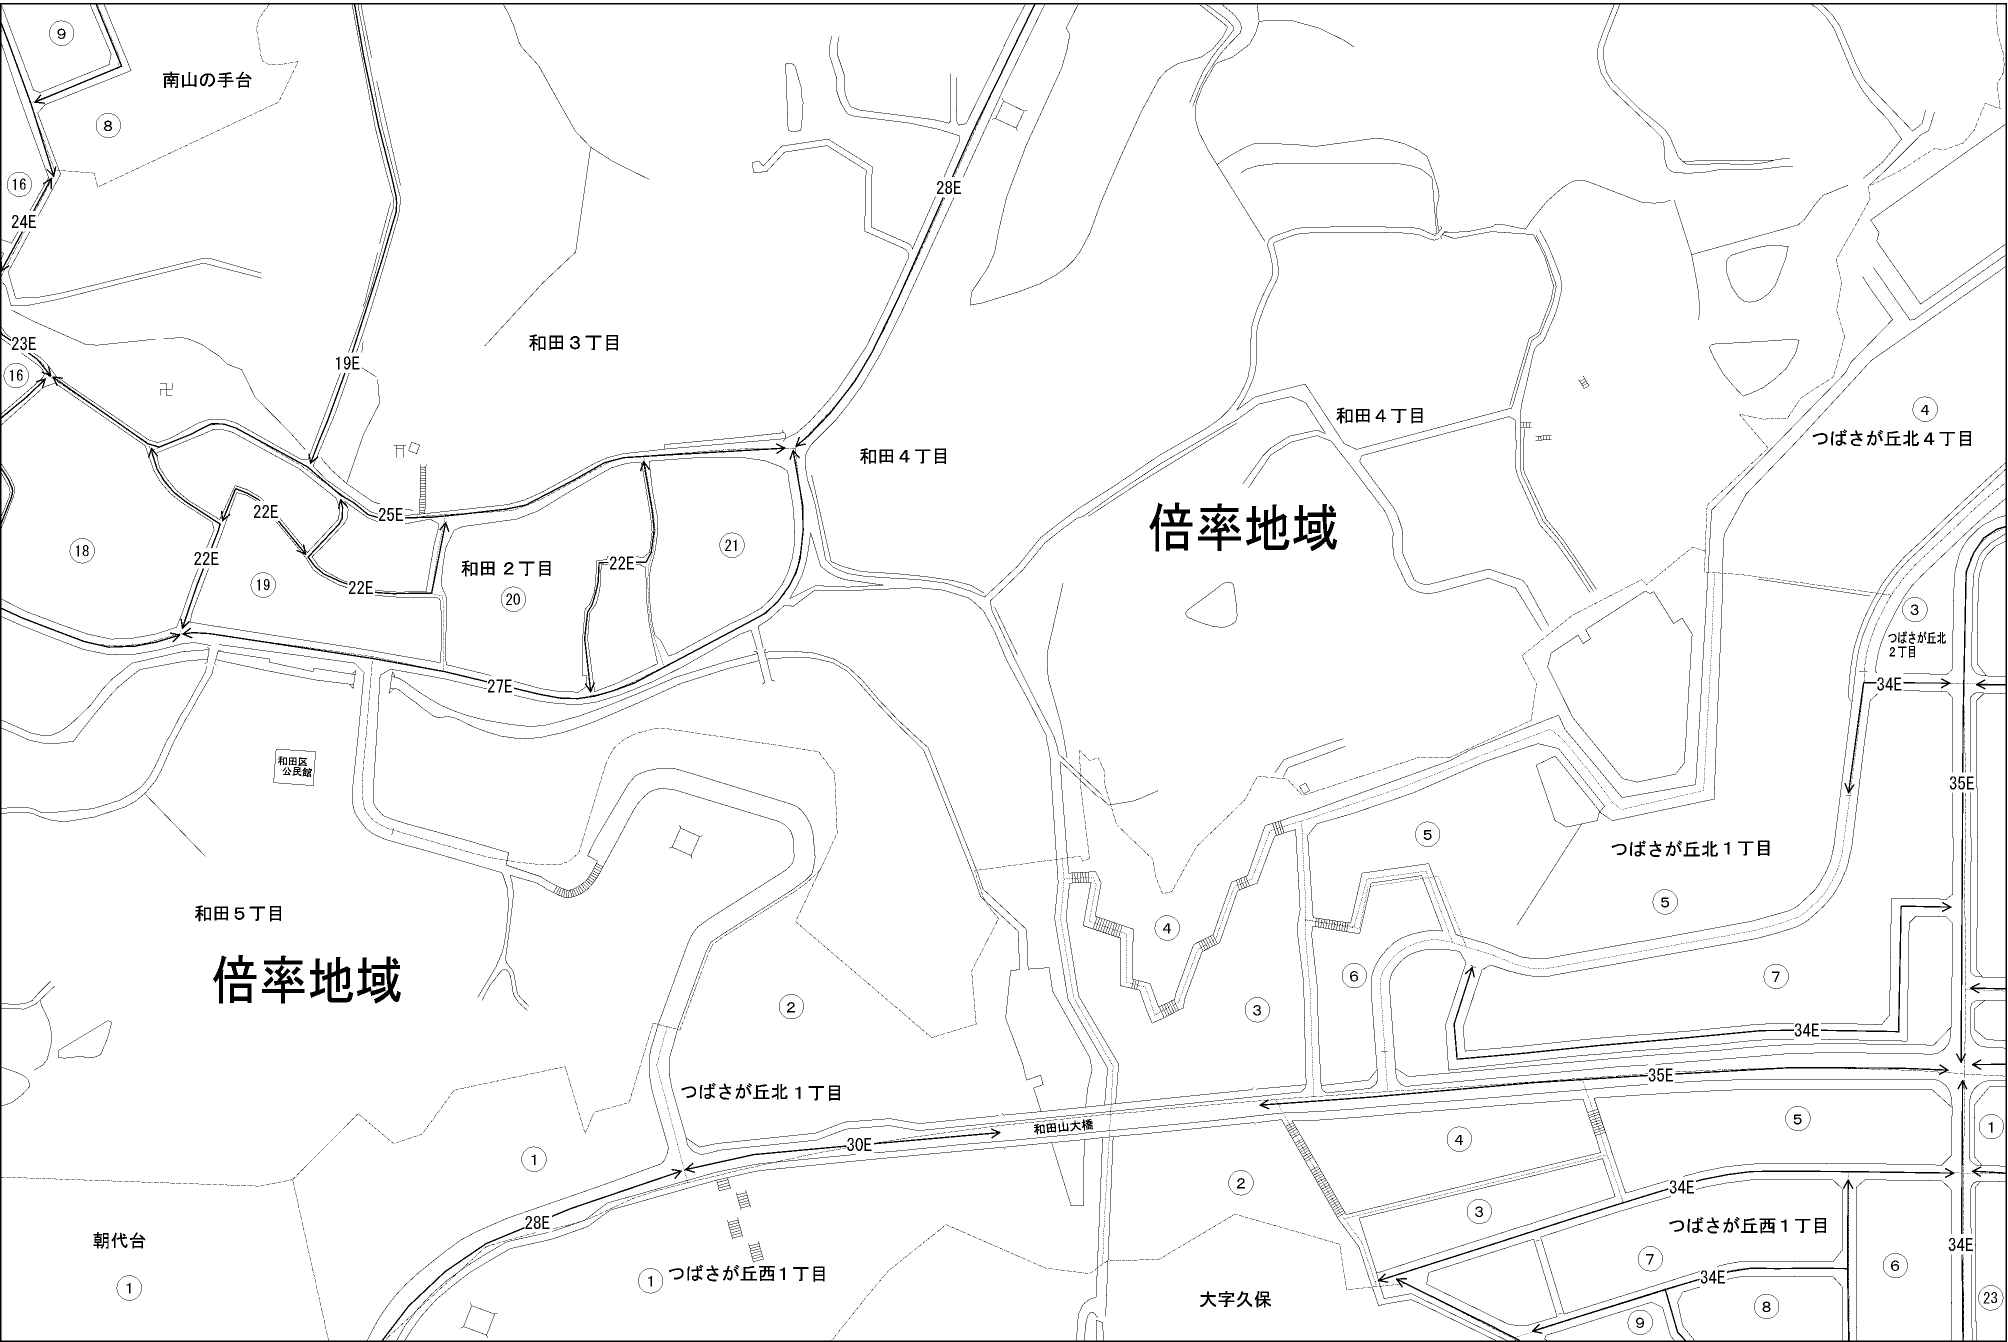 9
南山の手台
8
16
24E
28E
23E
16
19E
和田３丁目
和田４丁目
4
つばさが丘北４丁目
和田４丁目
25E
22E
倍率地域
18
22E
21
22E
和田２丁目
19
22E
20
3
つばさが丘北
２丁目
27E
34E
和田区
公民館
35E
5
つばさが丘北１丁目
5
和田５丁目
4
倍率地域
6
7
2
3
34E
35E
つばさが丘北１丁目
和田山大橋
5
1
30E
4
1
2
34E
3
28E
つばさが丘西１丁目
朝代台
34E
7
6
1
つばさが丘西１丁目
34E
1
大字久保
8
23
9